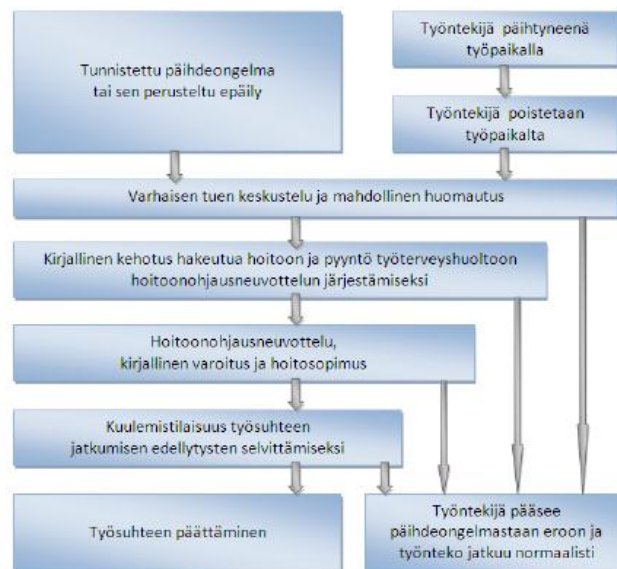 Tunnistettu päihdeongelma
tai sen perusteltu epäily
Työntekijä päihtyneenä
työpaikalla
Työntekijä poistetaan
työpaikalta
Varhaisen tuen keskustelu ja mahdollinen huomautus
Kirjallinen kehotus hakeutua hoitoon ja pyyntö työterveyshuoltoon
hoitoonohjausneuvottelun järjestämiseksi
Hoitoonohjausneuvottelu,
kirjallinen varoitus ja hoitosopimus
Kuulemistilaisuus työsuhteen
jatkumisen edellytysten selvittämiseksi
Työsuhteen päättäminen
Työntekijä pääsee
päihdeongelmastaan eroon ja
työnteko jatkuu normaalisti